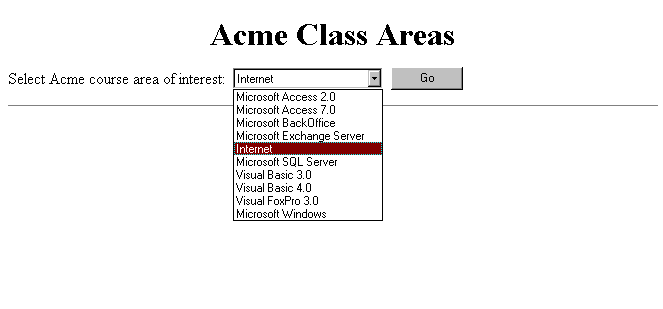 Acme Class Areas
Select Acme course area of interest: Internet Go
Microsoft Access 2.0
Microsoft Access 7.0
Microsoft BackOffice
Microsoft Exchange Server
Internet
Microsoft SQL Server
Visual Basic 3.0
Visual Basic 4.0
Visual FoxPro 3.0
Microsoft Windows